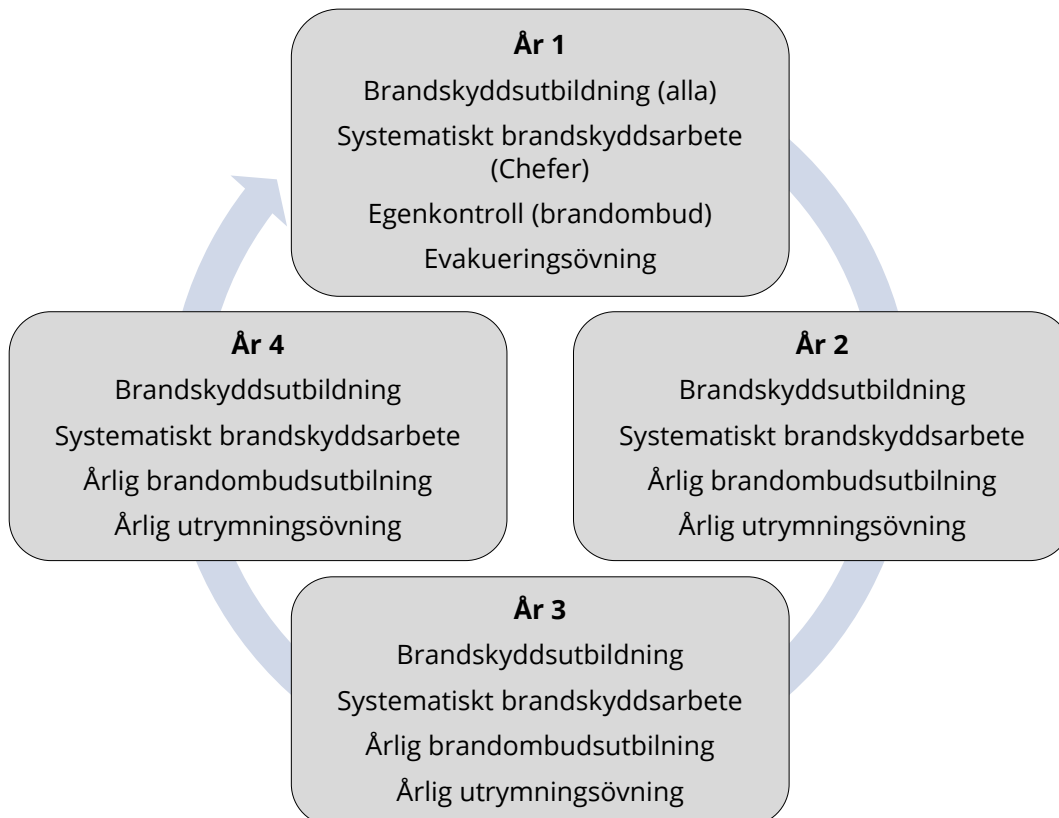 År 1
Brandskyddsutbildning (alla)
Systematiskt brandskyddsarbete
(Chefer)
Egenkontroll (brandombud)
Evakueringsövning
År 2
Brandskyddsutbildning
Systematiskt brandskyddsarbete
Årlig brandombudsutbilning
Årlig utrymningsövning
År 3
Brandskyddsutbildning
Systematiskt brandskyddsarbete
Årlig brandombudsutbilning
Årlig utrymningsövning
År 4
Brandskyddsutbildning
Systematiskt brandskyddsarbete
Årlig brandombudsutbilning
Årlig utrymningsövning